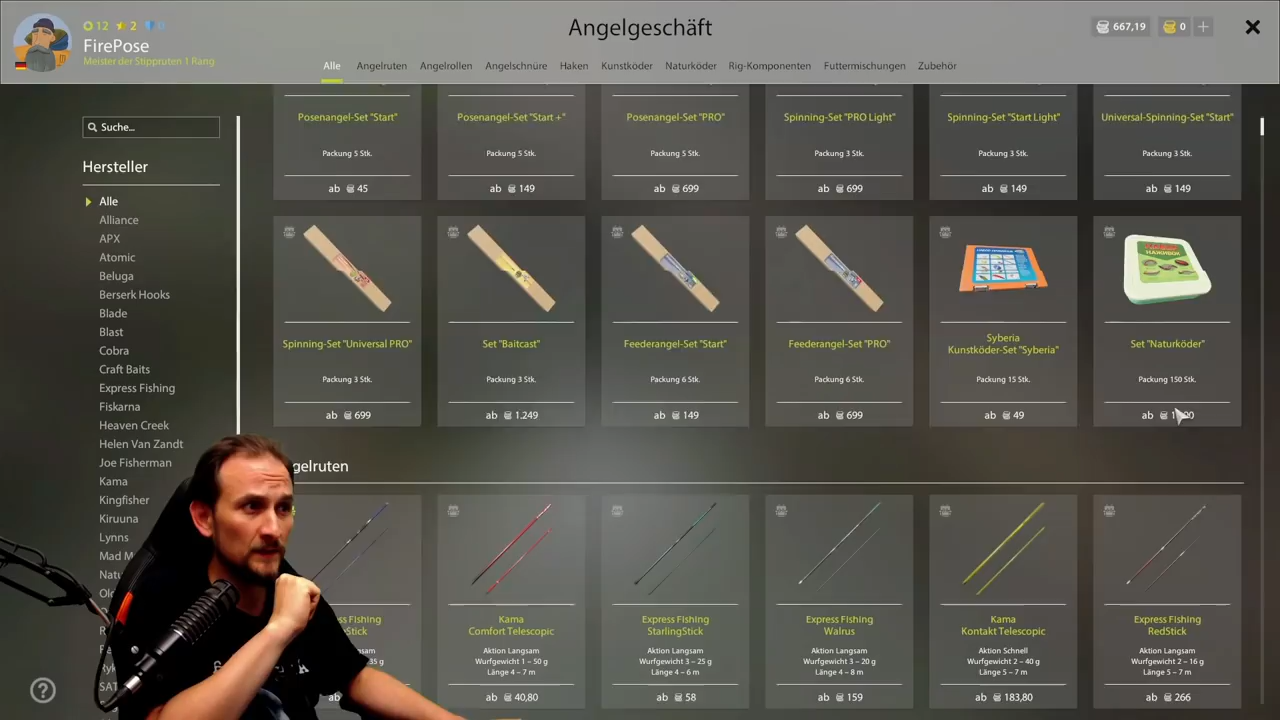 12 2 0
FirePose
Meister der Stippruten 1 Rang
Angelgeschäft
667,19 0
Alle Angelruten Angelrollen Angelschnüre Haken Kunstköder Naturköder Rig-Komponenten Futtermischungen Zubehör
Suche...
Hersteller
Alle
Alliance
APX
Atomic
Beluga
Berserk Hooks
Blade
Blast
Cobra
Craft Baits
Express Fishing
Fiskarna
Heaven Creek
Helen Van Zandt
Joe Fisherman
Kama
Kingfisher
Kiruuna
Lynns
Mad M
Natu
SAT
Posenangel-Set "Start"
Packung 5 Stk.
ab 45
Posenangel-Set "Start +"
Packung 5 Stk.
ab 149
Posenangel-Set "PRO"
Packung 5 Stk.
ab 699
Spinning-Set "PRO Light"
Packung 3 Stk.
ab 699
Spinning-Set "Start Light"
Packung 3 Stk.
ab 149
Universal-Spinning-Set "Start"
Packung 3 Stk.
ab 149
Spinning-Set "Universal PRO"
Packung 3 Stk.
ab 699
Set "Baitcast"
Packung 3 Stk.
ab 1.249
Feederangel-Set "Start"
Packung 6 Stk.
ab 149
Feederangel-Set "PRO"
Packung 6 Stk.
ab 699
Syberia
Kunstköder-Set "Syberia"
Packung 15 Stk.
ab 49
Set "Naturköder"
Packung 150 Stk.
ab
gelruten
ss Fishing
Stick
35 g
ab
Kama
Comfort Telescopic
Aktion Langsam
Wurfgewicht 1 – 50 g
Länge 4 – 7 m
ab 40,80
Express Fishing
StarlingStick
Aktion Langsam
Wurfgewicht 3 – 25 g
Länge 4 – 6 m
ab 58
Express Fishing
Walrus
Aktion Langsam
Wurfgewicht 3 – 20 g
Länge 4 – 8 m
ab 159
Kama
Kontakt Telescopic
Aktion Schnell
Wurfgewicht 2 – 40 g
Länge 5 – 7 m
ab 183,80
Express Fishing
RedStick
Aktion Langsam
Wurfgewicht 2 – 16 g
Länge 5 – 7 m
ab 266
?